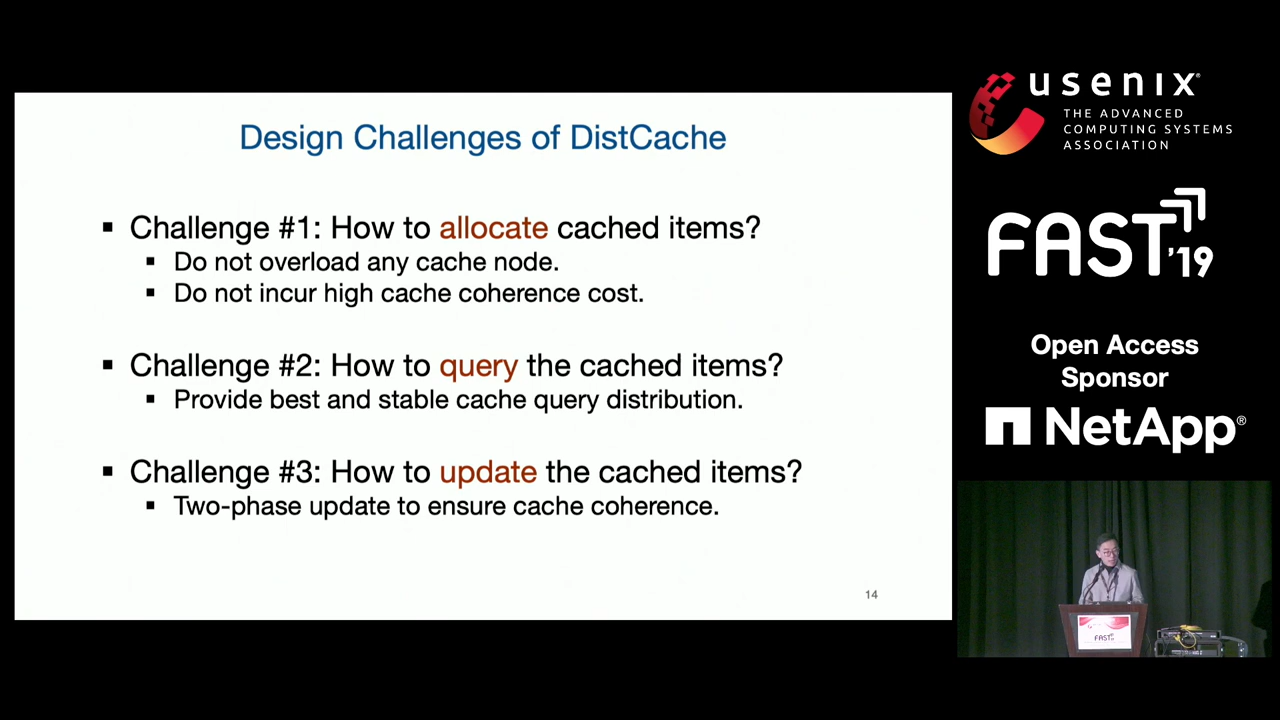 Design Challenges of DistCache
▪ Challenge #1: How to allocate cached items?
▪ Do not overload any cache node.
▪ Do not incur high cache coherence cost.
▪ Challenge #2: How to query the cached items?
▪ Provide best and stable cache query distribution.
▪ Challenge #3: How to update the cached items?
▪ Two-phase update to ensure cache coherence.
14
usenix®
THE ADVANCED
COMPUTING SYSTEMS
ASSOCIATION
FAST '19
Open Access
Sponsor
NetApp®
FAST